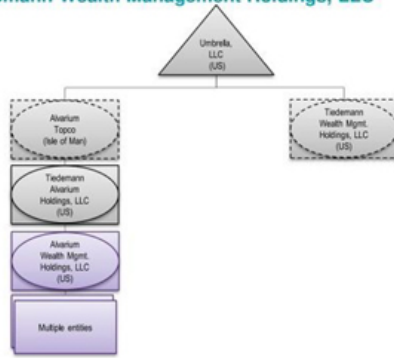 emann Wealth Management Holdings, LLC
Umbrella,
LLC
(US)
Alvarium
Topco
(Isle of Man)
Tiedemann
Wealth Mgmt.
Holdings, LLC
(US)
Tiedemann
Alvarium
Holdings, LLC
(US)
Alvarium
Wealth Mgmt.
Holdings, LLC
(US)
Multiple entities